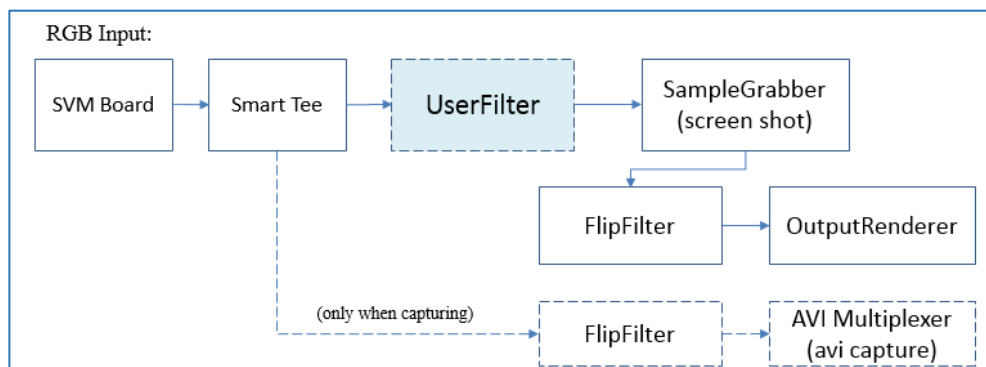 RGB Input:
SVM Board
Smart Tee
UserFilter
SampleGrabber
(screen shot)
FlipFilter
OutputRenderer
(only when capturing)
FlipFilter
AVI Multiplexer
(avi capture)